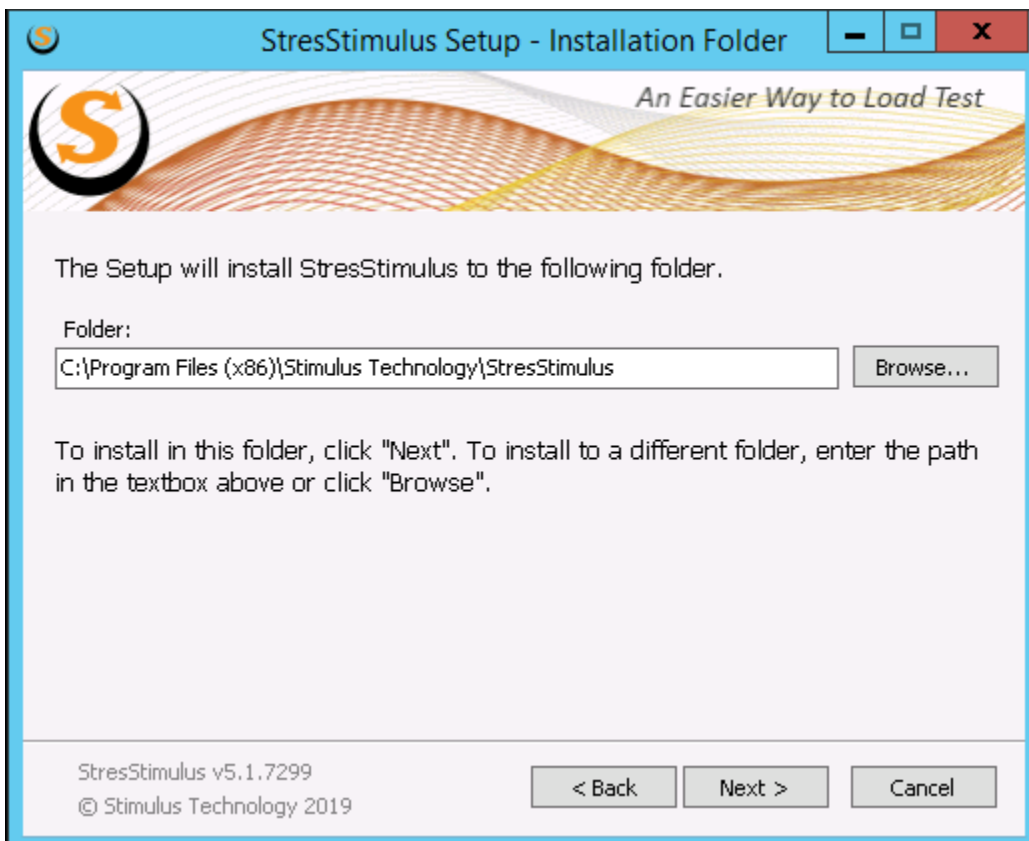 StresStimulus Setup - Installation Folder
An Easier Way to Load Test
The Setup will install StresStimulus to the following folder.
Folder:
C:\Program Files (x86)\Stimulus Technology\StresStimulus
Browse...
To install in this folder, click "Next". To install to a different folder, enter the path
in the textbox above or click "Browse".
StresStimulus v5.1.7299
© Stimulus Technology 2019
< Back
Next >
Cancel